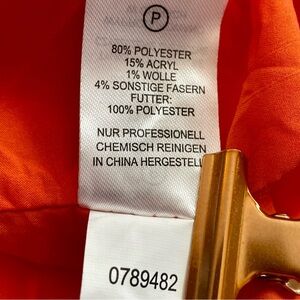 P
80% POLYESTER
15% ACRYL
1% WOLLE
4% SONSTIGE FASERN
FUTTER:
100% POLYESTER
NUR PROFESSIONELL
CHEMISCH REINIGEN
IN CHINA HERGESTELL
0789482